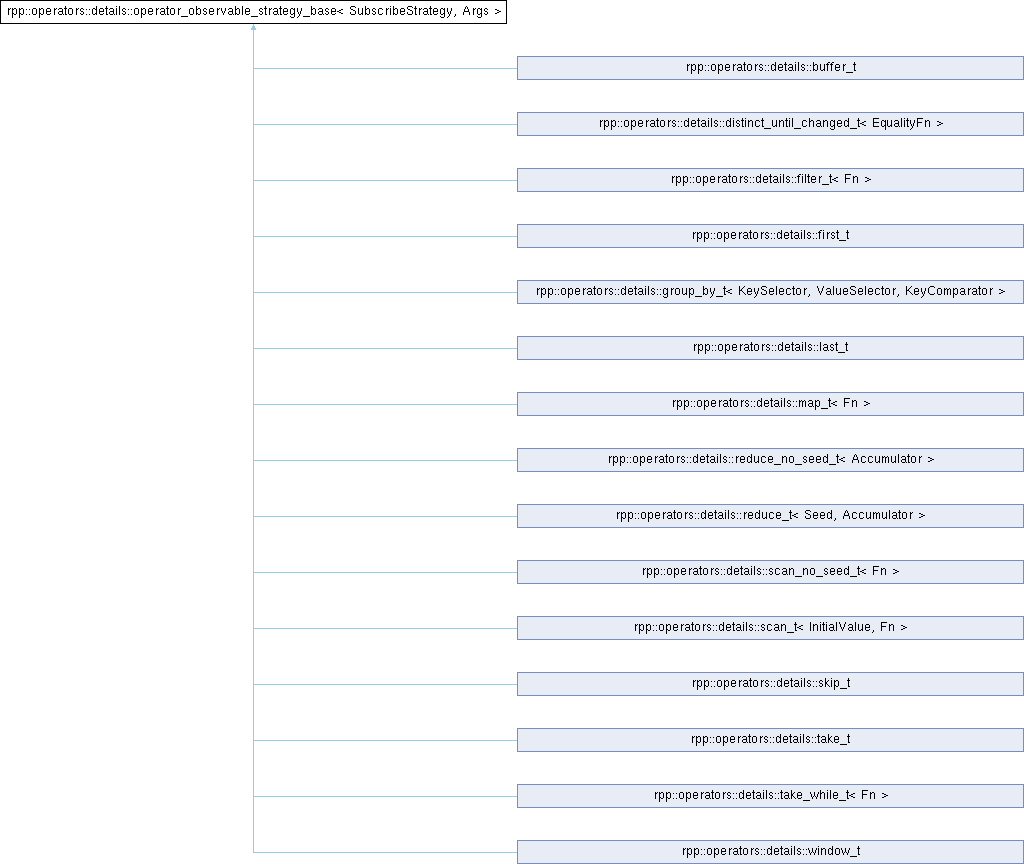 rpp::operators::details::operator_observable_strategy_base< SubscribeStrategy, Args >
rpp::operators::details::buffer_t
rpp::operators::details::distinct_until_changed_t< EqualityFn >
rpp::operators::details::filter_t< Fn >
rpp::operators::details::first_t
rpp::operators::details::group_by_t< KeySelector, ValueSelector, KeyComparator >
rpp::operators::details::last_t
rpp::operators::details::map_t< Fn >
rpp::operators::details::reduce_no_seed_t< Accumulator >
rpp::operators::details::reduce_t< Seed, Accumulator >
rpp::operators::details::scan_no_seed_t< Fn >
rpp::operators::details::scan_t< InitialValue, Fn >
rpp::operators::details::skip_t
rpp::operators::details::take_t
rpp::operators::details::take_while_t< Fn >
rpp::operators::details::window_t